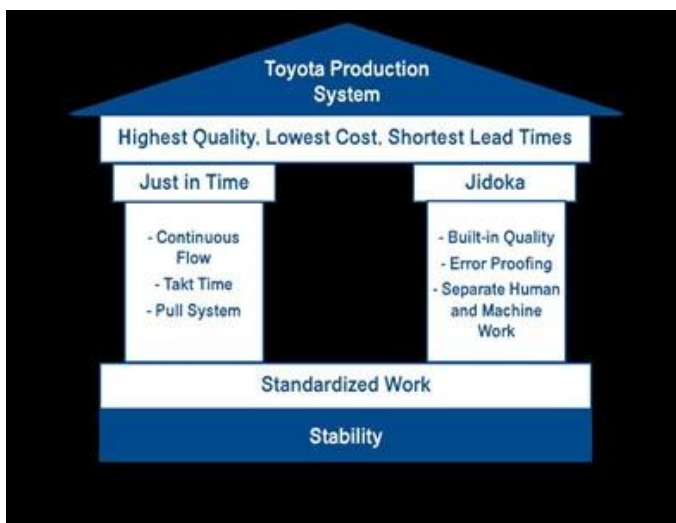 Toyota Production
System
Highest Quality, Lowest Cost, Shortest Lead Times
Just in Time
- Continuous
Flow
- Takt Time
- Pull System
Jidoka
- Built-in Quality
- Error Proofing
- Separate Human
and Machine
Work
Standardized Work
Stability